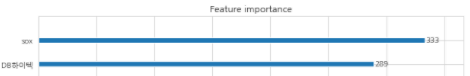 Feature importance
sox
333
DB하이텍
289